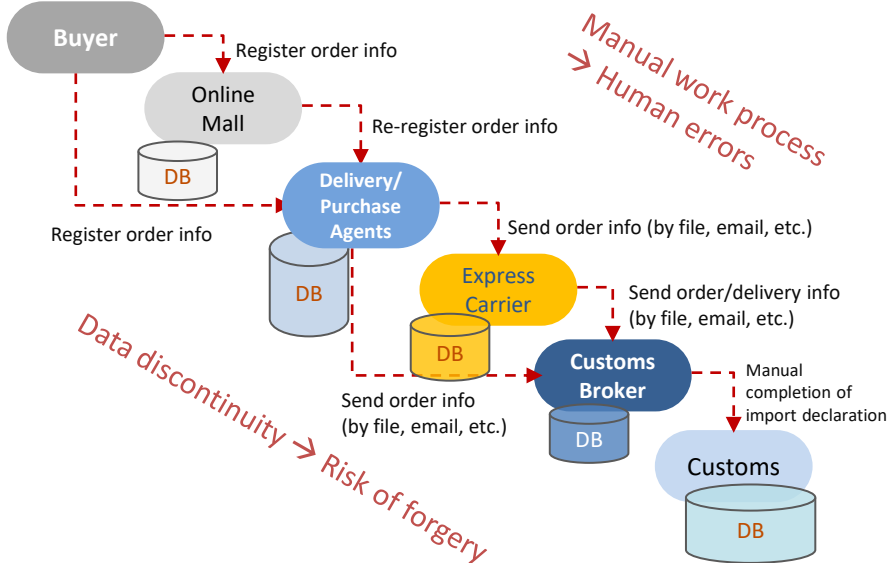 Buyer
Register order info
Manual work process
→ Human errors
Online
Mall
Re-register order info
DB
Delivery/
Purchase
Agents
Register order info
Send order info (by file, email, etc.)
DB
Express
Carrier
Send order/delivery info
(by file, email, etc.)
DB
Data discontinuity → Risk of forgery
Customs
Broker
Manual
completion of
import declaration
Send order info
(by file, email, etc.)
DB
Customs
DB